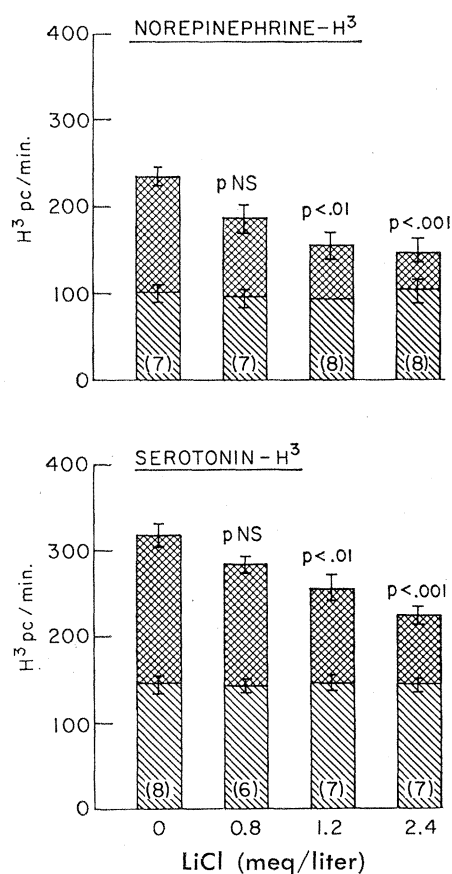 NOREPINEPHRINE-H³
400
300
200
100
0
H³ pc/min.
pNS
p<.01
p<.001
(7)
(7)
(8)
(8)
SEROTONIN-H³
400
300
200
100
0
H³ pc/min.
pNS
p<.01
p<.001
(8)
(6)
(7)
(7)
0
0.8
1.2
2.4
LiCl (meq/liter)